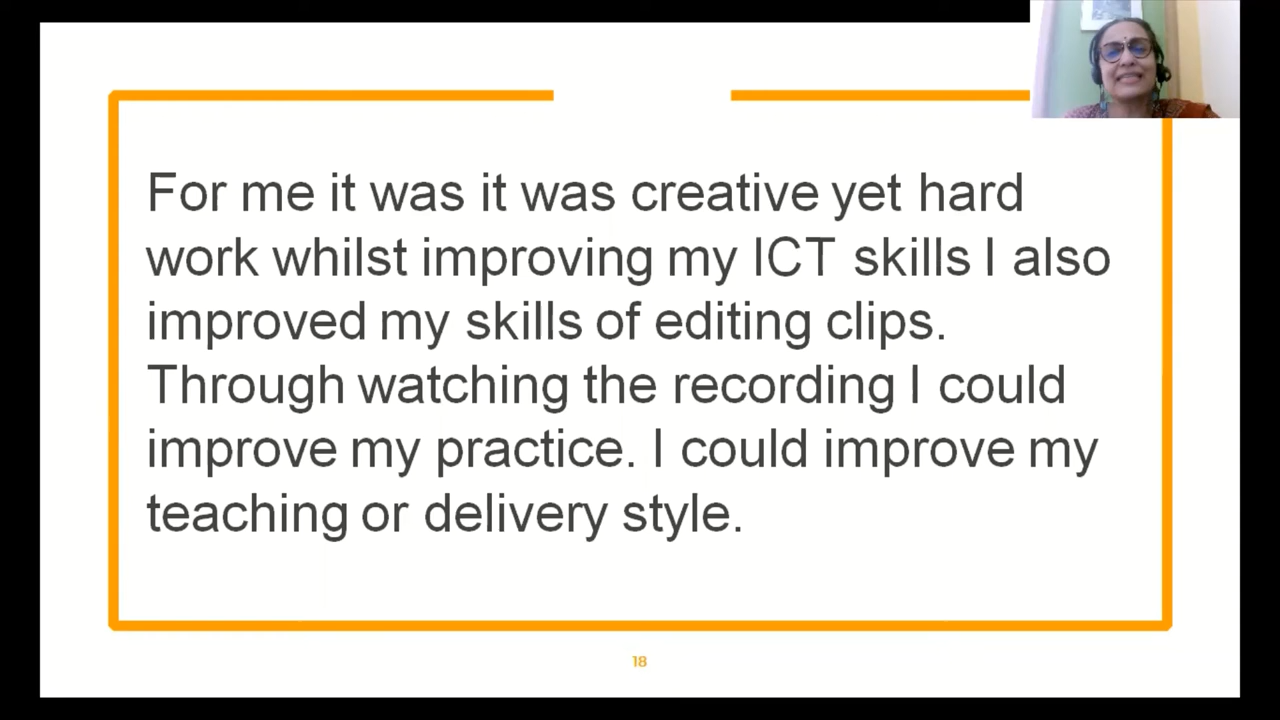 For me it was it was creative yet hard
work whilst improving my ICT skills I also
improved my skills of editing clips.
Through watching the recording I could
improve my practice. I could improve my
teaching or delivery style.
18